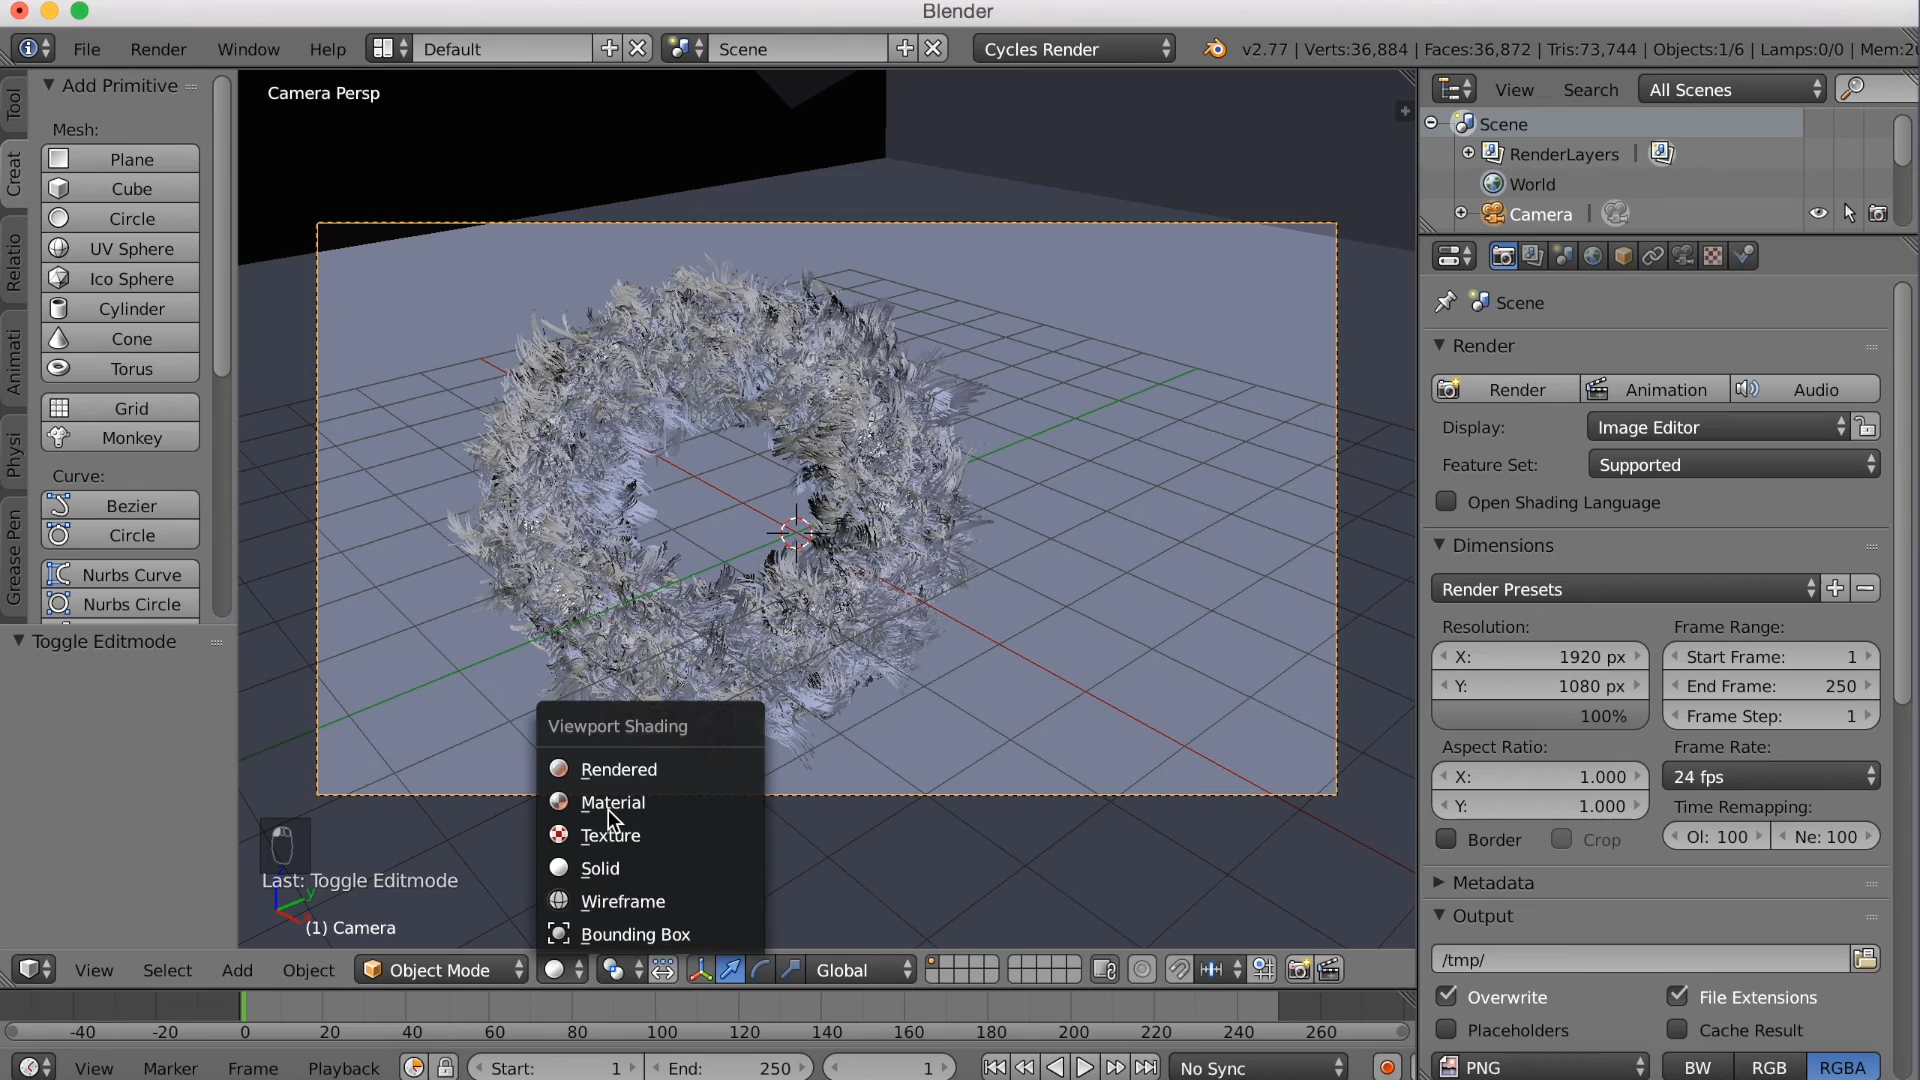 Blender
File Render Window Help Default Scene Cycles Render v2.77 | Verts:36,884 | Faces:36,872 | Tris:73,744 | Objects:1/6 | Lamps:0/0 | Mem:2
Tool
Creat
Relatio
Animati
Physi
Grease Pen
Add Primitive
Mesh:
Plane
Cube
Circle
UV Sphere
Ico Sphere
Cylinder
Cone
Torus
Grid
Monkey
Curve:
Bezier
Circle
Nurbs Curve
Nurbs Circle
Toggle Editmode
Camera Persp
Viewport Shading
Rendered
Material
Texture
Solid
Wireframe
Bounding Box
Last: Toggle Editmode
y
(1) Camera
View Select Add Object Object Mode Global
-40 -20 0 20 40 60 80 100 120 140 160 180 200 220 240 260
View Marker Frame Playback Start: 1 End: 250 1 No Sync
View Search All Scenes
Scene
RenderLayers |
World
Camera |
Scene
Render
Render Animation Audio
Display: Image Editor
Feature Set: Supported
Open Shading Language
Dimensions
Render Presets
Resolution: Frame Range:
X: 1920 px Start Frame: 1
Y: 1080 px End Frame: 250
100% Frame Step: 1
Aspect Ratio: Frame Rate:
X: 1.000 24 fps
Y: 1.000 Time Remapping:
Border Crop Ol: 100 Ne: 100
Metadata
Output
/tmp/
Overwrite File Extensions
Placeholders Cache Result
PNG BW RGB RGBA